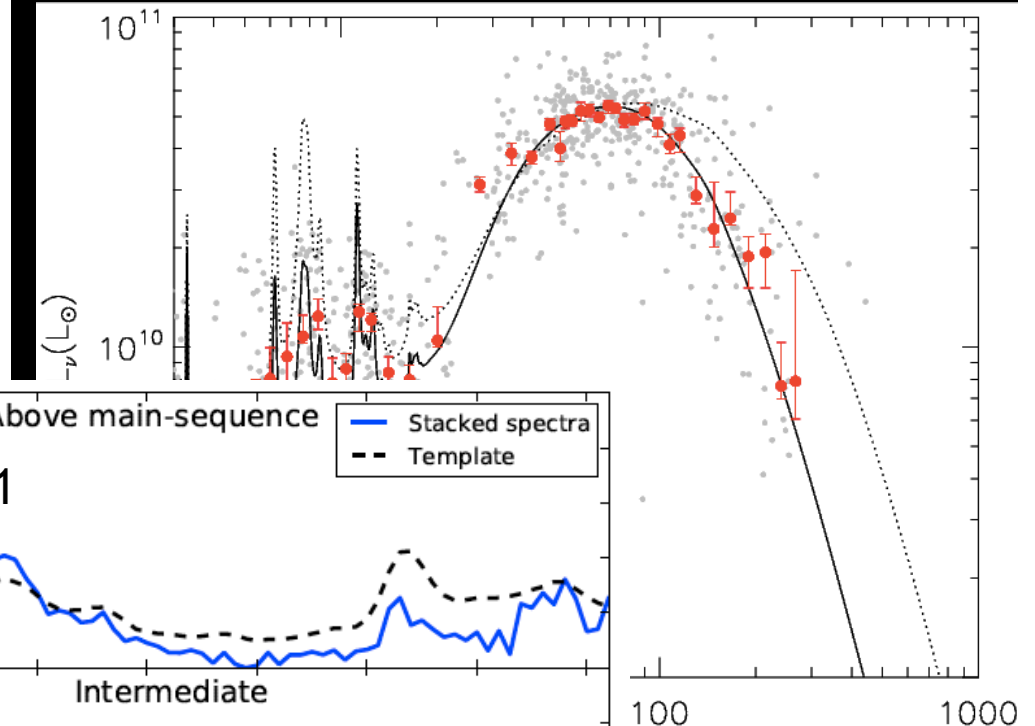 10¹¹
ν(L⊙)
10¹⁰
Above main-sequence
Stacked spectra
Template
1
Intermediate
100
1000